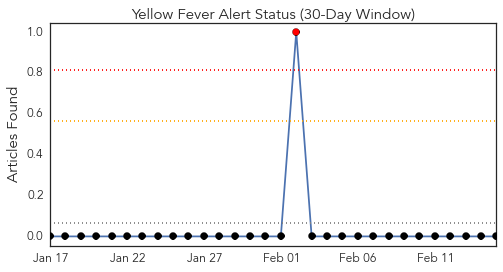 Yellow Fever Alert Status (30-Day Window)
Articles Found
1.0
0.8
0.6
0.4
0.2
0.0
Jan 17 Jan 22 Jan 27 Feb 01 Feb 06 Feb 11